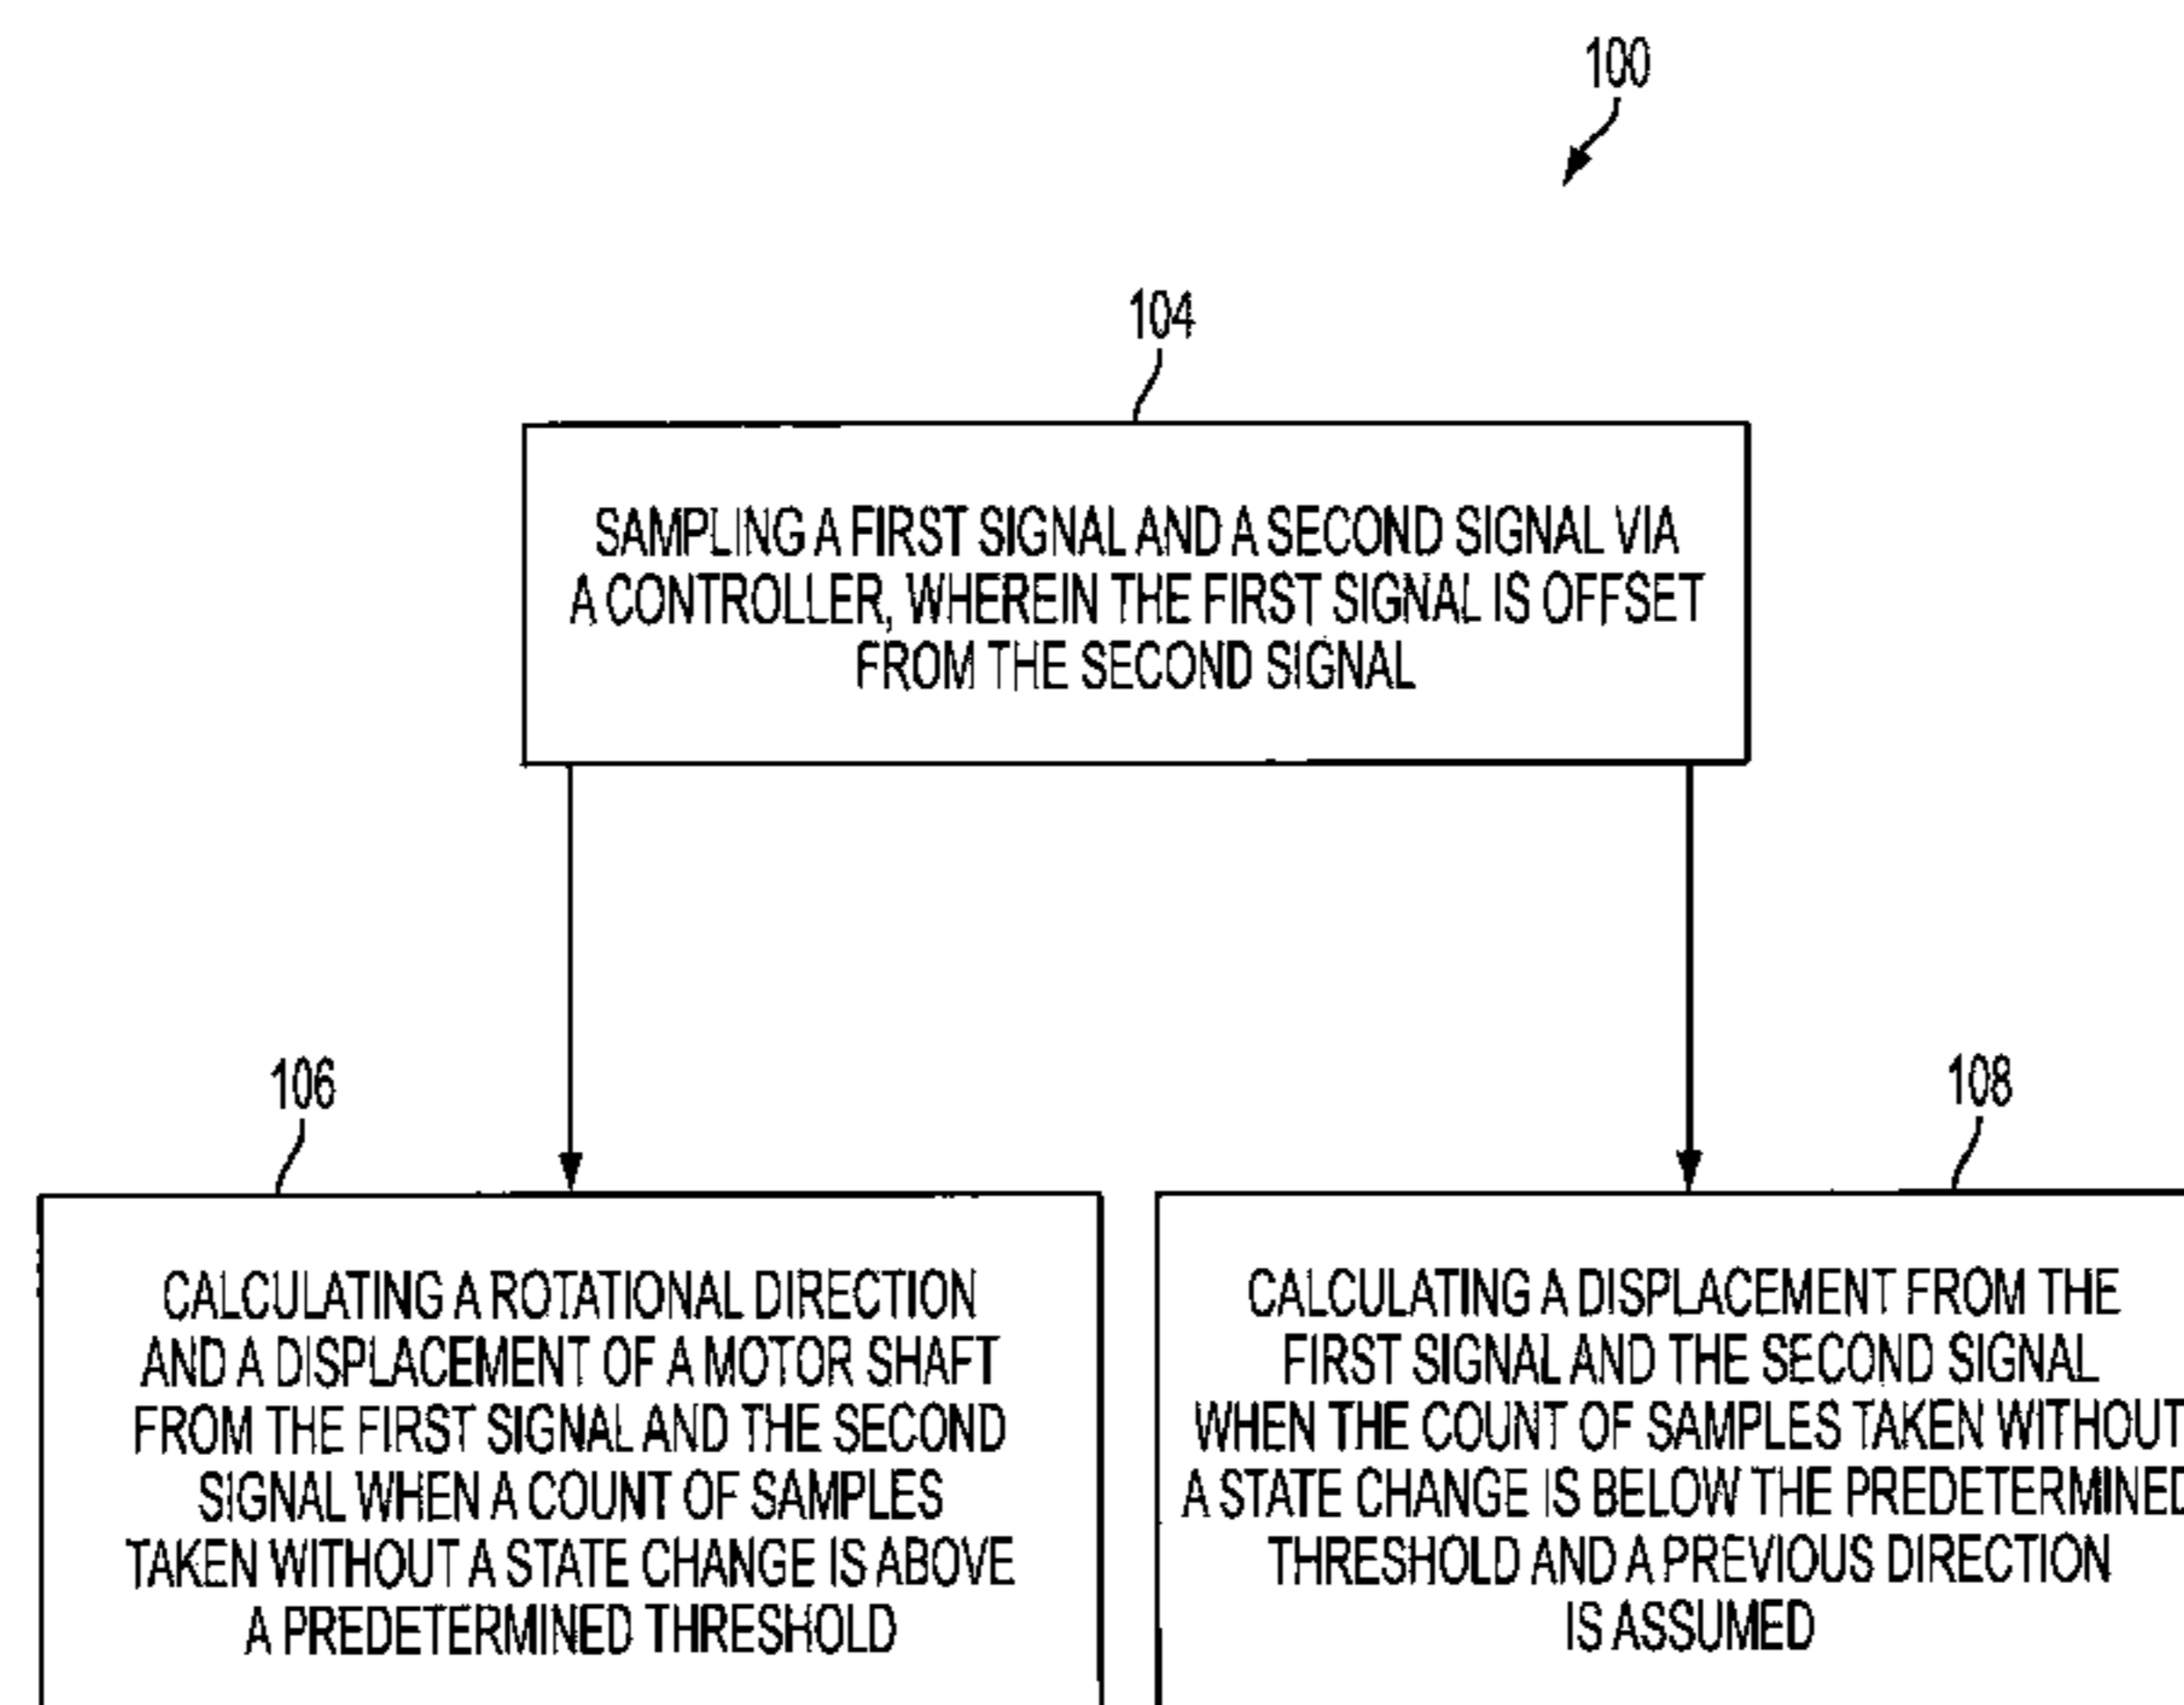 100
104
SAMPLING A FIRST SIGNAL AND A SECOND SIGNAL VIA
A CONTROLLER, WHEREIN THE FIRST SIGNAL IS OFFSET
FROM THE SECOND SIGNAL
106
CALCULATING A ROTATIONAL DIRECTION
AND A DISPLACEMENT OF A MOTOR SHAFT
FROM THE FIRST SIGNAL AND THE SECOND
SIGNAL WHEN A COUNT OF SAMPLES
TAKEN WITHOUT A STATE CHANGE IS ABOVE
A PREDETERMINED THRESHOLD
108
CALCULATING A DISPLACEMENT FROM THE
FIRST SIGNAL AND THE SECOND SIGNAL
WHEN THE COUNT OF SAMPLES TAKEN WITHOUT
A STATE CHANGE IS BELOW THE PREDETERMINED
THRESHOLD AND A PREVIOUS DIRECTION
IS ASSUMED